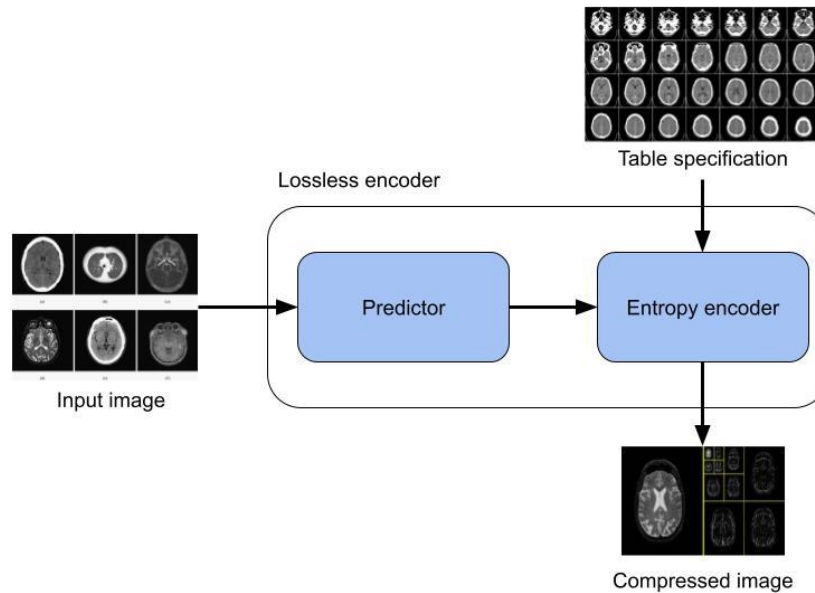 Table specification
Lossless encoder
Predictor
Entropy encoder
Input image
Compressed image